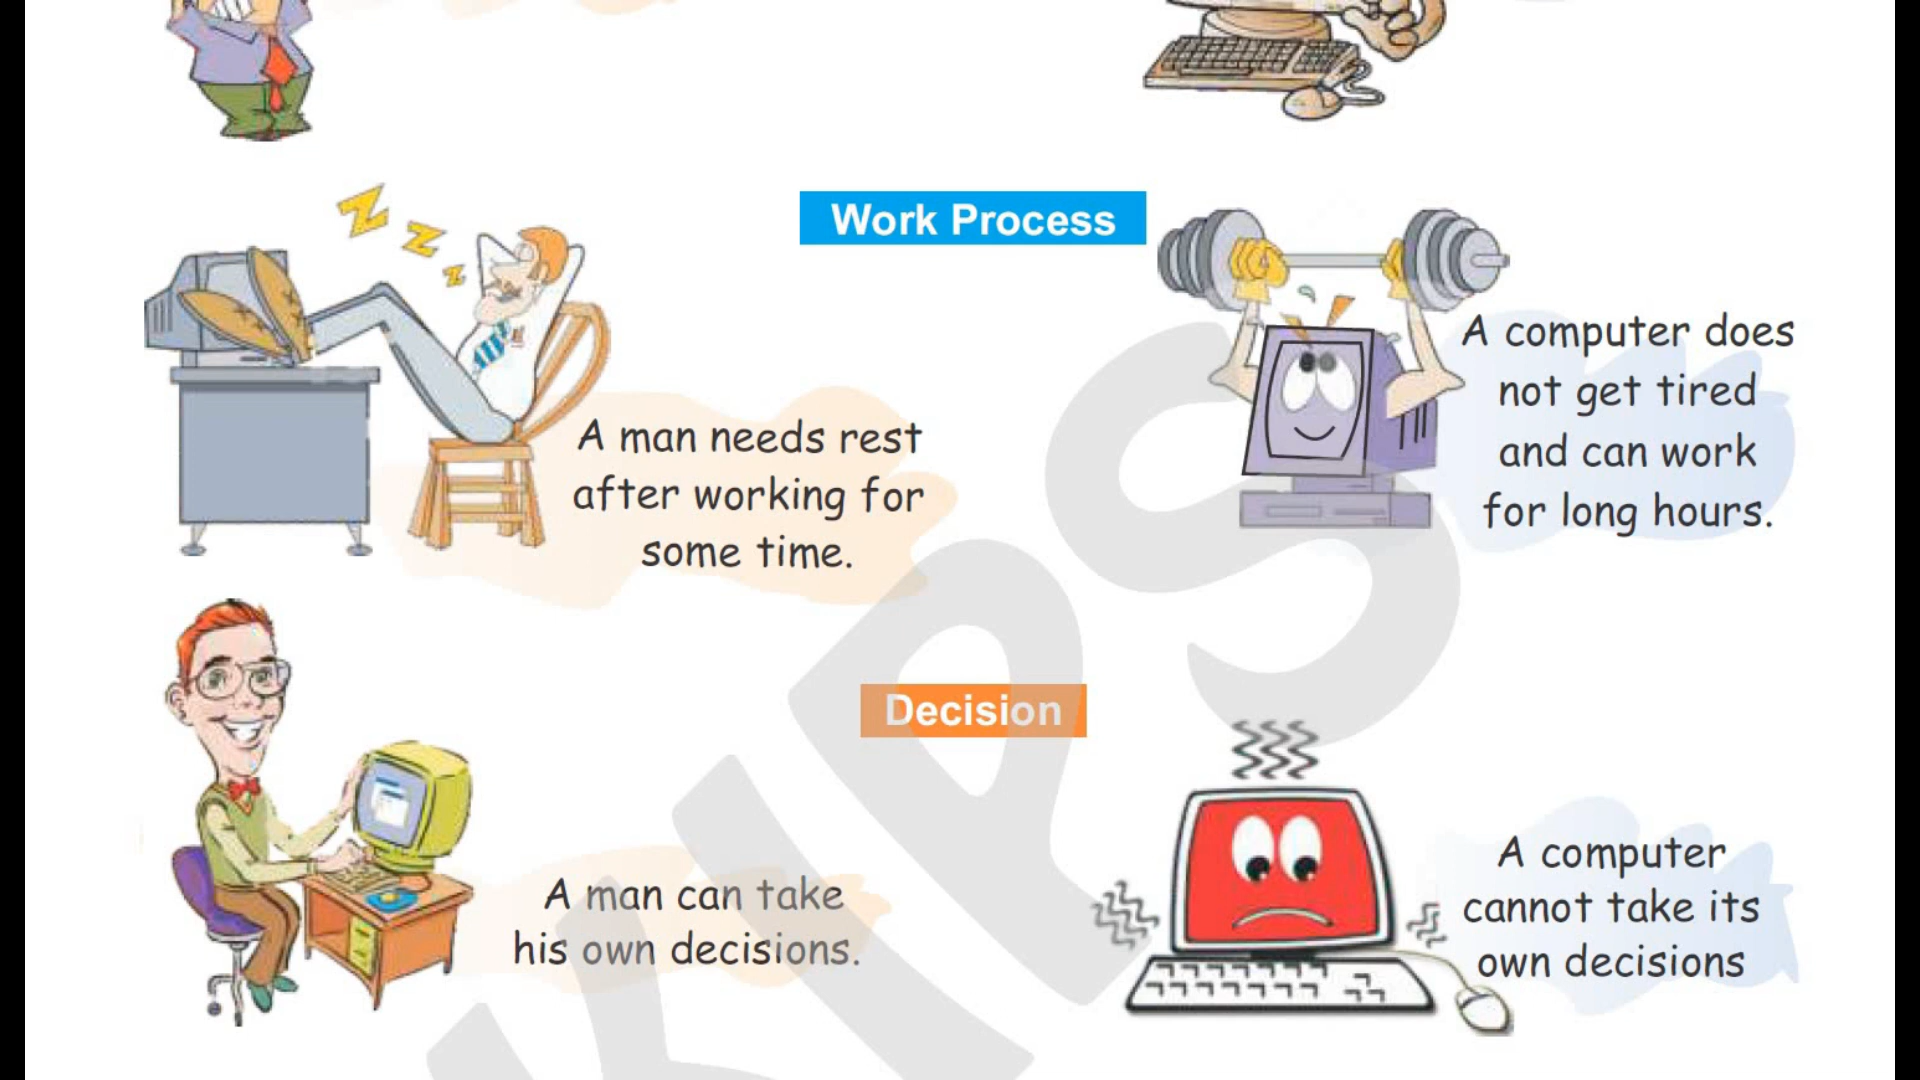 Z
Z
Z
Work Process
A computer does
not get tired
and can work
for long hours.
A man needs rest
after working for
some time.
Decision
A man can take
his own decisions.
A computer
cannot take its
own decisions
KIPS